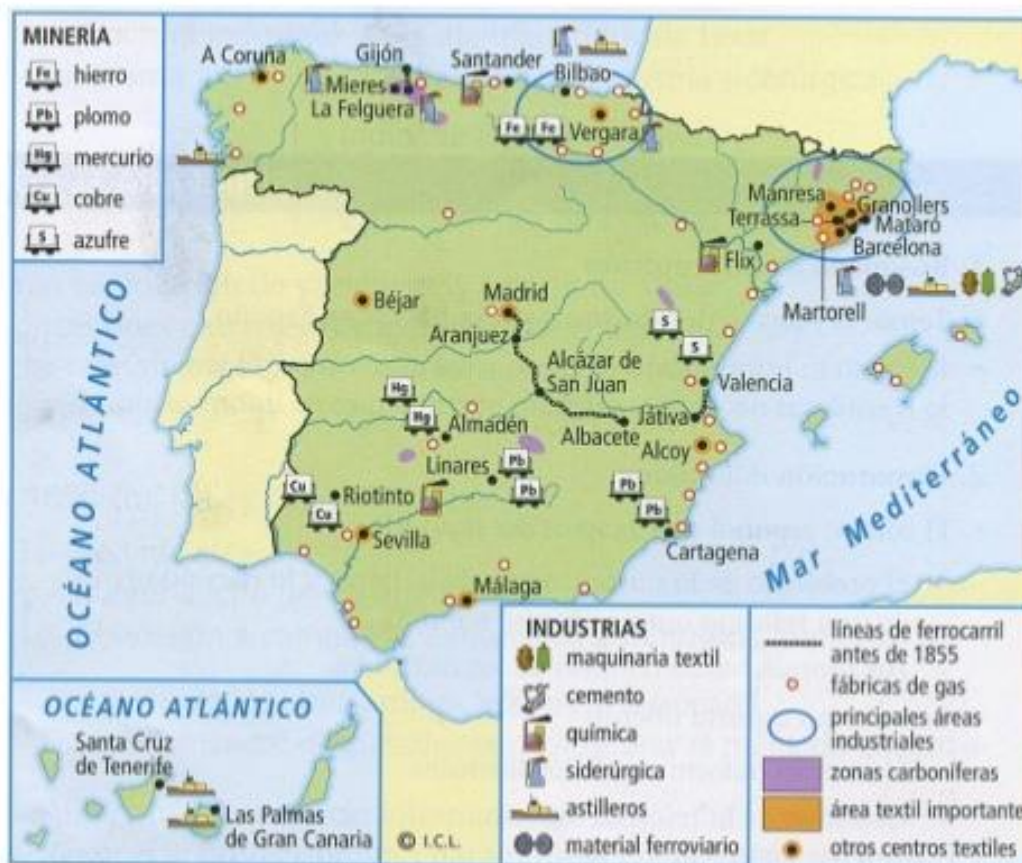 MINERÍA
Fe hierro
Pb plomo
Hg mercurio
Cu cobre
S azufre
A Coruña
Gijón
Mieres
La Felguera
Santander
Bilbao
Fe Fe
Vergara
Manresa
Granollers
Terrassa
Mataró
Barcelona
Flix
Martorell
Béjar
Madrid
Aranjuez
S
S
Alcázar de
San Juan
Valencia
Játiva
Albacete
Alcoy
Hg
Hg
Almadén
Linares
Pb
Pb
Pb
Pb
Cu
Cu
Riotinto
Sevilla
Cartagena
Málaga
OCÉANO ATLÁNTICO
Mar Mediterráneo
OCÉANO ATLÁNTICO
Santa Cruz
de Tenerife
Las Palmas
de Gran Canaria
© I.C.L.
INDUSTRIAS
maquinaria textil
cemento
química
siderúrgica
astilleros
material ferroviario
líneas de ferrocarril
antes de 1855
fábricas de gas
principales áreas
industriales
zonas carboníferas
área textil importante
otros centros textiles